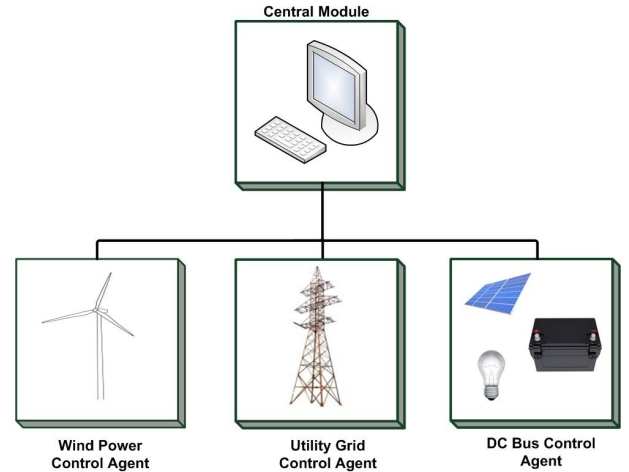 Central Module
Wind Power
Control Agent
Utility Grid
Control Agent
DC Bus Control
Agent